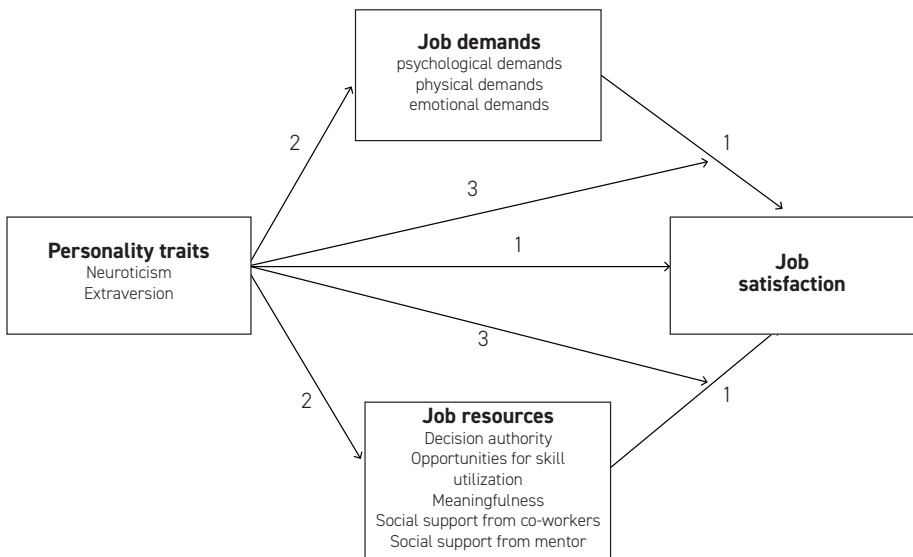 Job demands
psychological demands
physical demands
emotional demands
2
1
3
Personality traits
Neuroticism
Extraversion
1
Job
satisfaction
3
2
1
Job resources
Decision authority
Opportunities for skill
utilization
Meaningfulness
Social support from co-workers
Social support from mentor